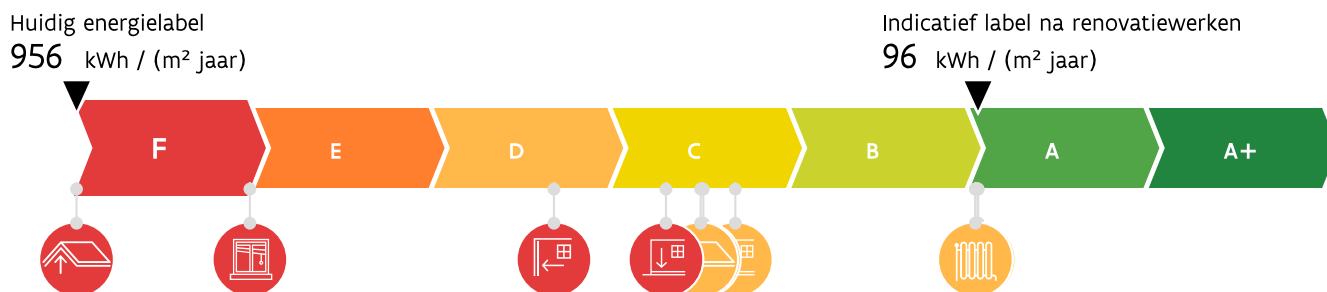 Huidig energielabel
956 kWh / (m² jaar)
Indicatief label na renovatiewerken
96 kWh / (m² jaar)
F E D C B A A+